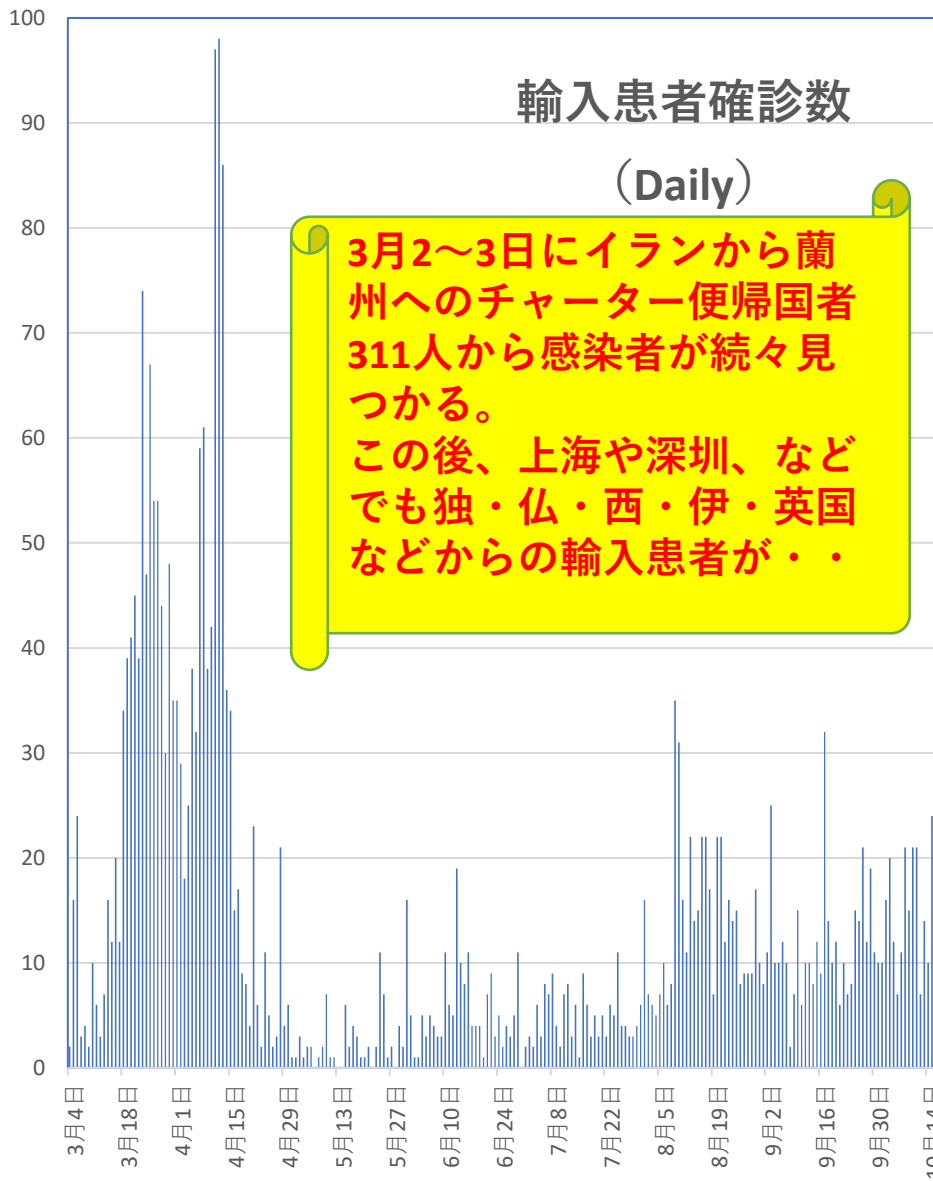 輸入患者確診数
（Daily）
3月2～3日にイランから蘭
州へのチャーター便帰国者
311人から感染者が続々見
つかる。
この後、上海や深圳、など
でも独・仏・西・伊・英国
などからの輸入患者が・・
100
90
80
70
60
50
40
30
20
10
0
3月4日
3月18日
4月1日
4月15日
4月29日
5月13日
5月27日
6月10日
6月24日
7月8日
7月22日
8月5日
8月19日
9月2日
9月16日
9月30日
10月14日